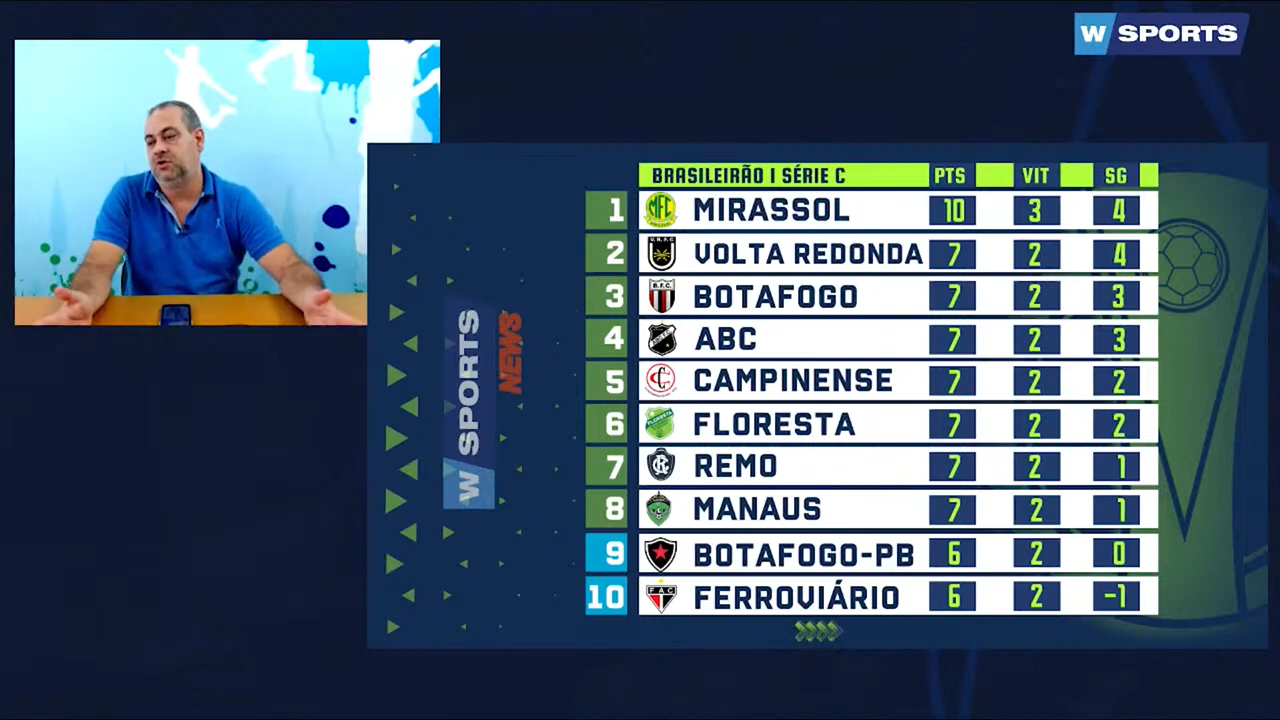 W SPORTS
BRASILEIRÃO | SÉRIE C PTS VIT SG
1 MFC MIRASSOL 10 3 4
2 VOLTA REDONDA 7 2 4
3 B.F.C. BOTAFOGO 7 2 3
4 ABC 7 2 3
5 CAMPINENSE 7 2 2
6 FLORESTA FLORESTA 7 2 2
7 REMO 7 2 1
8 MANAUS 7 2 1
9 BOTAFOGO-PB 6 2 0
10 FAC FERROVIÁRIO 6 2 -1
W SPORTS
NEWS